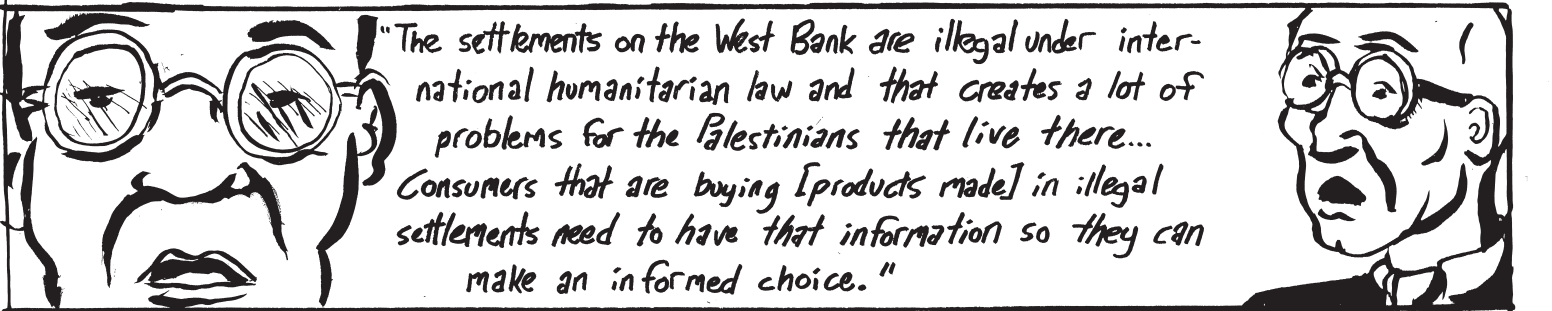 "The settlements on the West Bank are illegal under inter-
national humanitarian law and that creates a lot of
problems for the Palestinians that live there...
Consumers that are buying [products made] in illegal
settlements need to have that information so they can
make an informed choice."